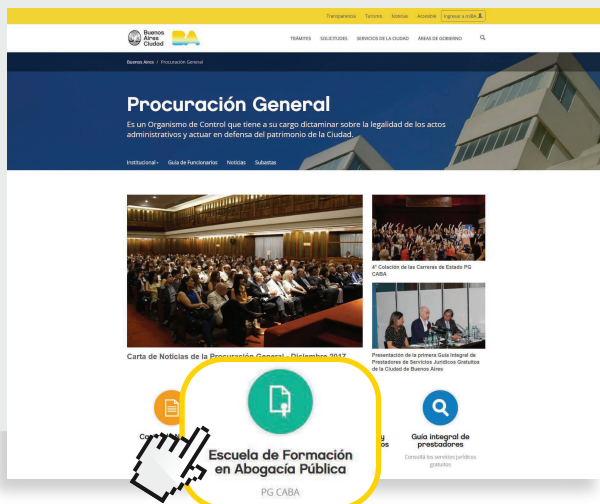 Transparencia Turismo Noticias Accesible Ingresar a miBA
Buenos
Aires
Ciudad
BA
TRÁMITES SOLICITUDES SERVICIOS DE LA CIUDAD ÁREAS DE GOBIERNO
Buenos Aires / Procuración General
Procuración General
Es un Organismo de Control que tiene a su cargo dictaminar sobre la legalidad de los actos
administrativos y actuar en defensa del patrimonio de la Ciudad.
Institucional Guía de Funcionarios Noticias Subastas
4° Colación de las Carreras de Estado PG
CABA
Carta de Noticias de la Procuración General - Diciembre 2017
Presentación de la primera Guía Integral de
Prestadores de Servicios Jurídicos Gratuitos
de la Ciudad de Buenos Aires
Escuela de Formación
en Abogacía Pública
PG CABA
Guía integral de
prestadores
Consultá los servicios jurídicos
gratuitos